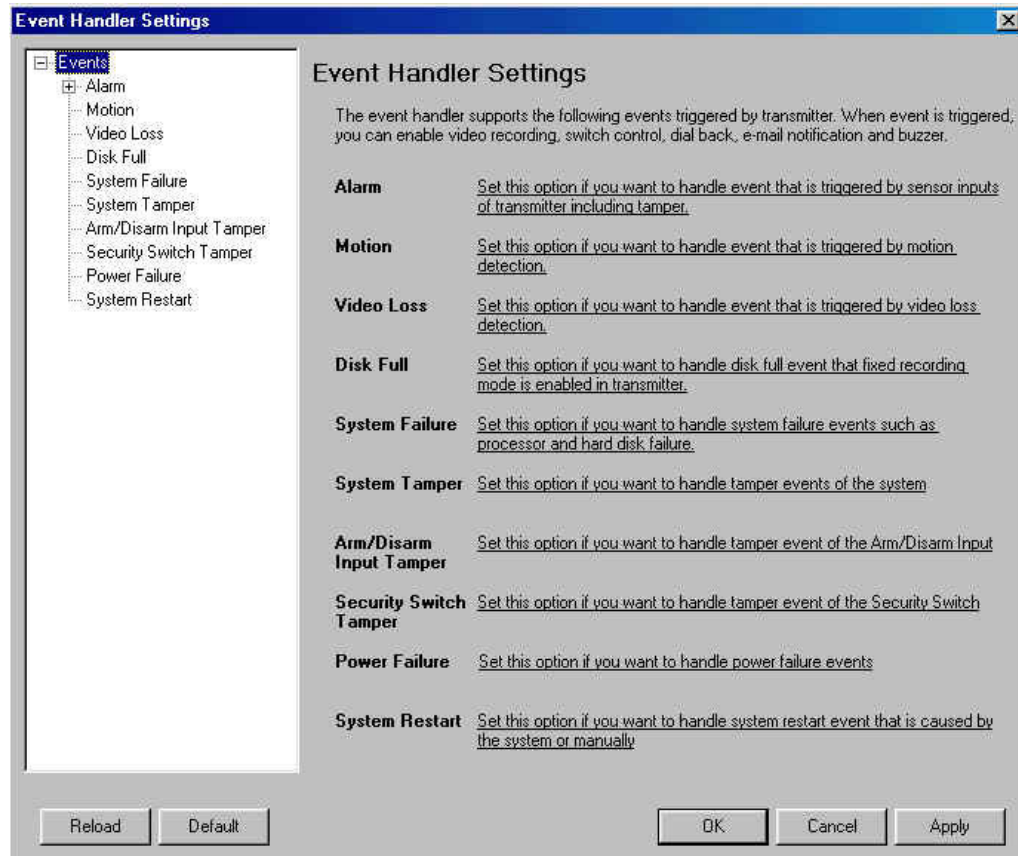 Event Handler Settings
Events
Alarm
Motion
Video Loss
Disk Full
System Failure
System Tamper
Arm/Disarm Input Tamper
Security Switch Tamper
Power Failure
System Restart
Event Handler Settings
The event handler supports the following events triggered by transmitter. When event is triggered,
you can enable video recording, switch control, dial back, e-mail notification and buzzer.
Alarm
Set this option if you want to handle event that is triggered by sensor inputs
of transmitter including tamper.
Motion
Set this option if you want to handle event that is triggered by motion
detection.
Video Loss
Set this option if you want to handle event that is triggered by video loss
detection.
Disk Full
Set this option if you want to handle disk full event that fixed recording
mode is enabled in transmitter.
System Failure
Set this option if you want to handle system failure events such as
processor and hard disk failure.
System Tamper
Set this option if you want to handle tamper events of the system
Arm/Disarm
Input Tamper
Set this option if you want to handle tamper event of the Arm/Disarm Input
Security Switch
Tamper
Set this option if you want to handle tamper event of the Security Switch
Power Failure
Set this option if you want to handle power failure events
System Restart
Set this option if you want to handle system restart event that is caused by
the system or manually
Reload
Default
OK
Cancel
Apply